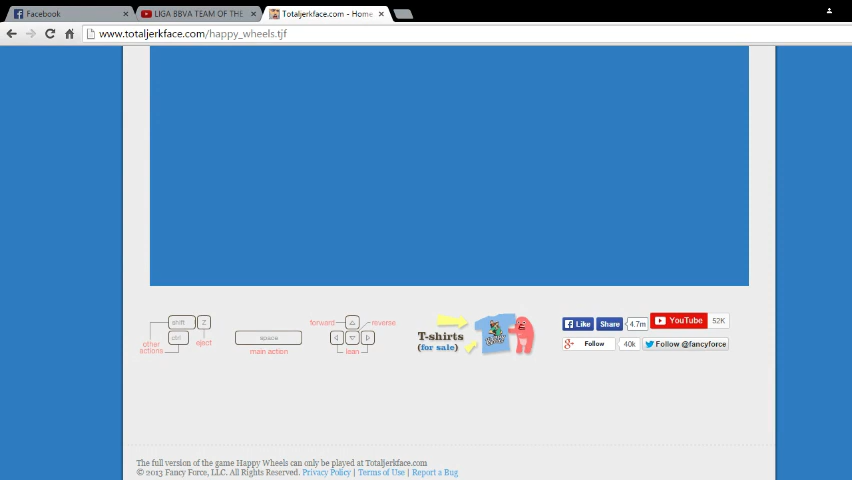 Facebook
LIGA BBVA TEAM OF THE
Totaljerkface.com - Home
www.totaljerkface.com/happy_wheels.tjf
shift
Z
ctrl
other actions
eject
space
main action
forward
reverse
lean
T-shirts
(for sale)
Like
Share
4.7m
YouTube
52K
Follow
40k
Follow @fancyforce
The full version of the game Happy Wheels can only be played at Totaljerkface.com
© 2013 Fancy Force, LLC. All Rights Reserved. Privacy Policy | Terms of Use | Report a Bug